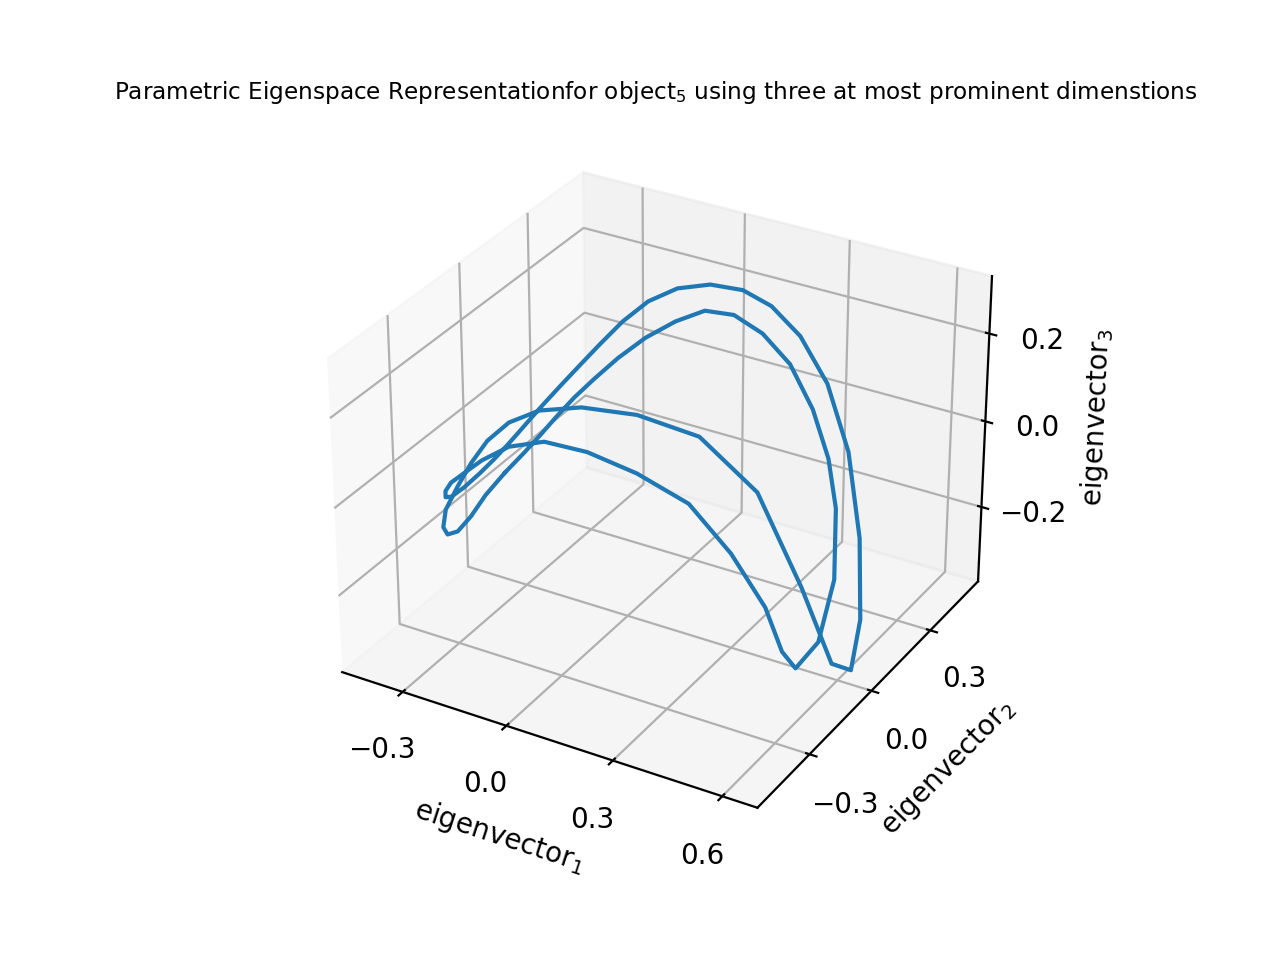 Parametric Eigenspace Representationfor object₅ using three at most prominent dimenstions
0.2
0.0
−0.2
eigenvector₃
0.3
0.0
−0.3
eigenvector₂
−0.3
0.0
0.3
0.6
eigenvector₁